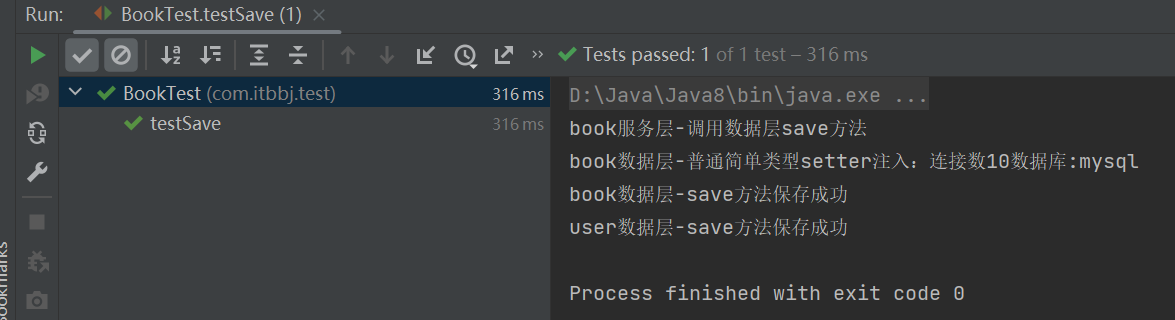 Run: BookTest.testSave (1) ×
» Tests passed: 1 of 1 test – 316 ms
BookTest (com.itbbj.test) 316 ms
testSave 316 ms
D:\Java\Java8\bin\java.exe ...
book服务层-调用数据层save方法
book数据层-普通简单类型setter注入：连接数10数据库:mysql
book数据层-save方法保存成功
user数据层-save方法保存成功
Process finished with exit code 0